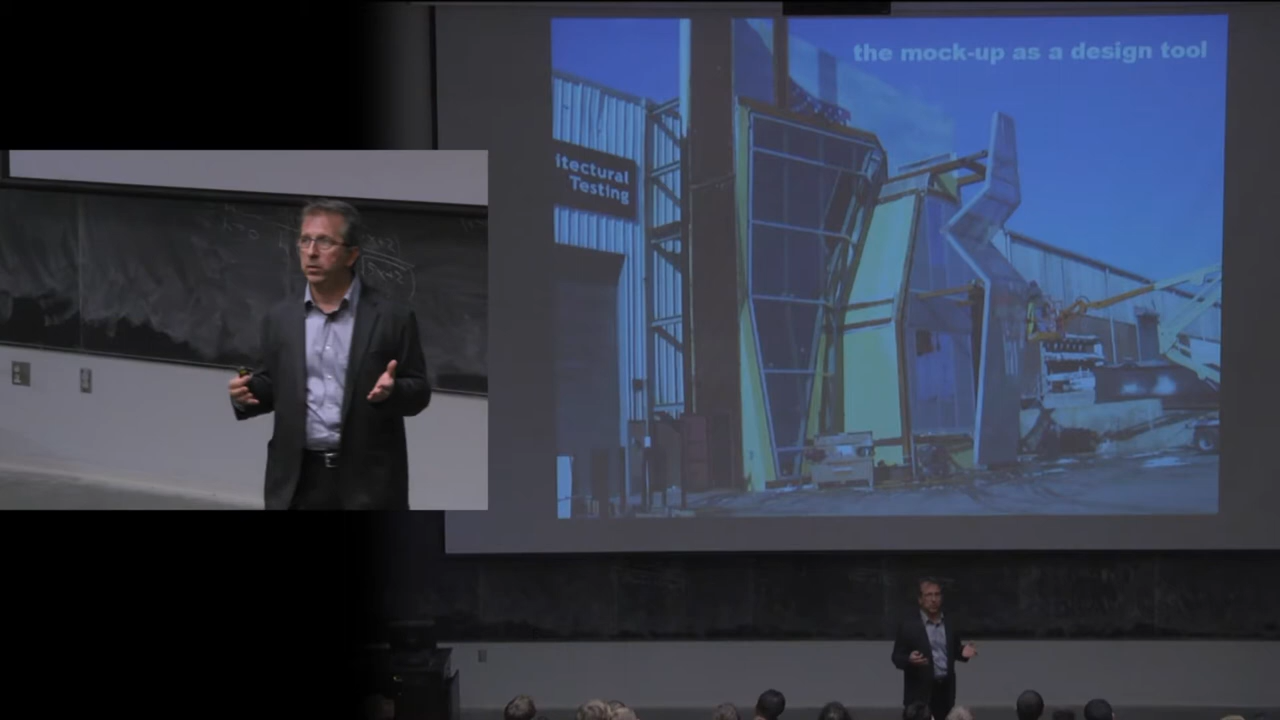 the mock-up as a design tool
itectural
Testing